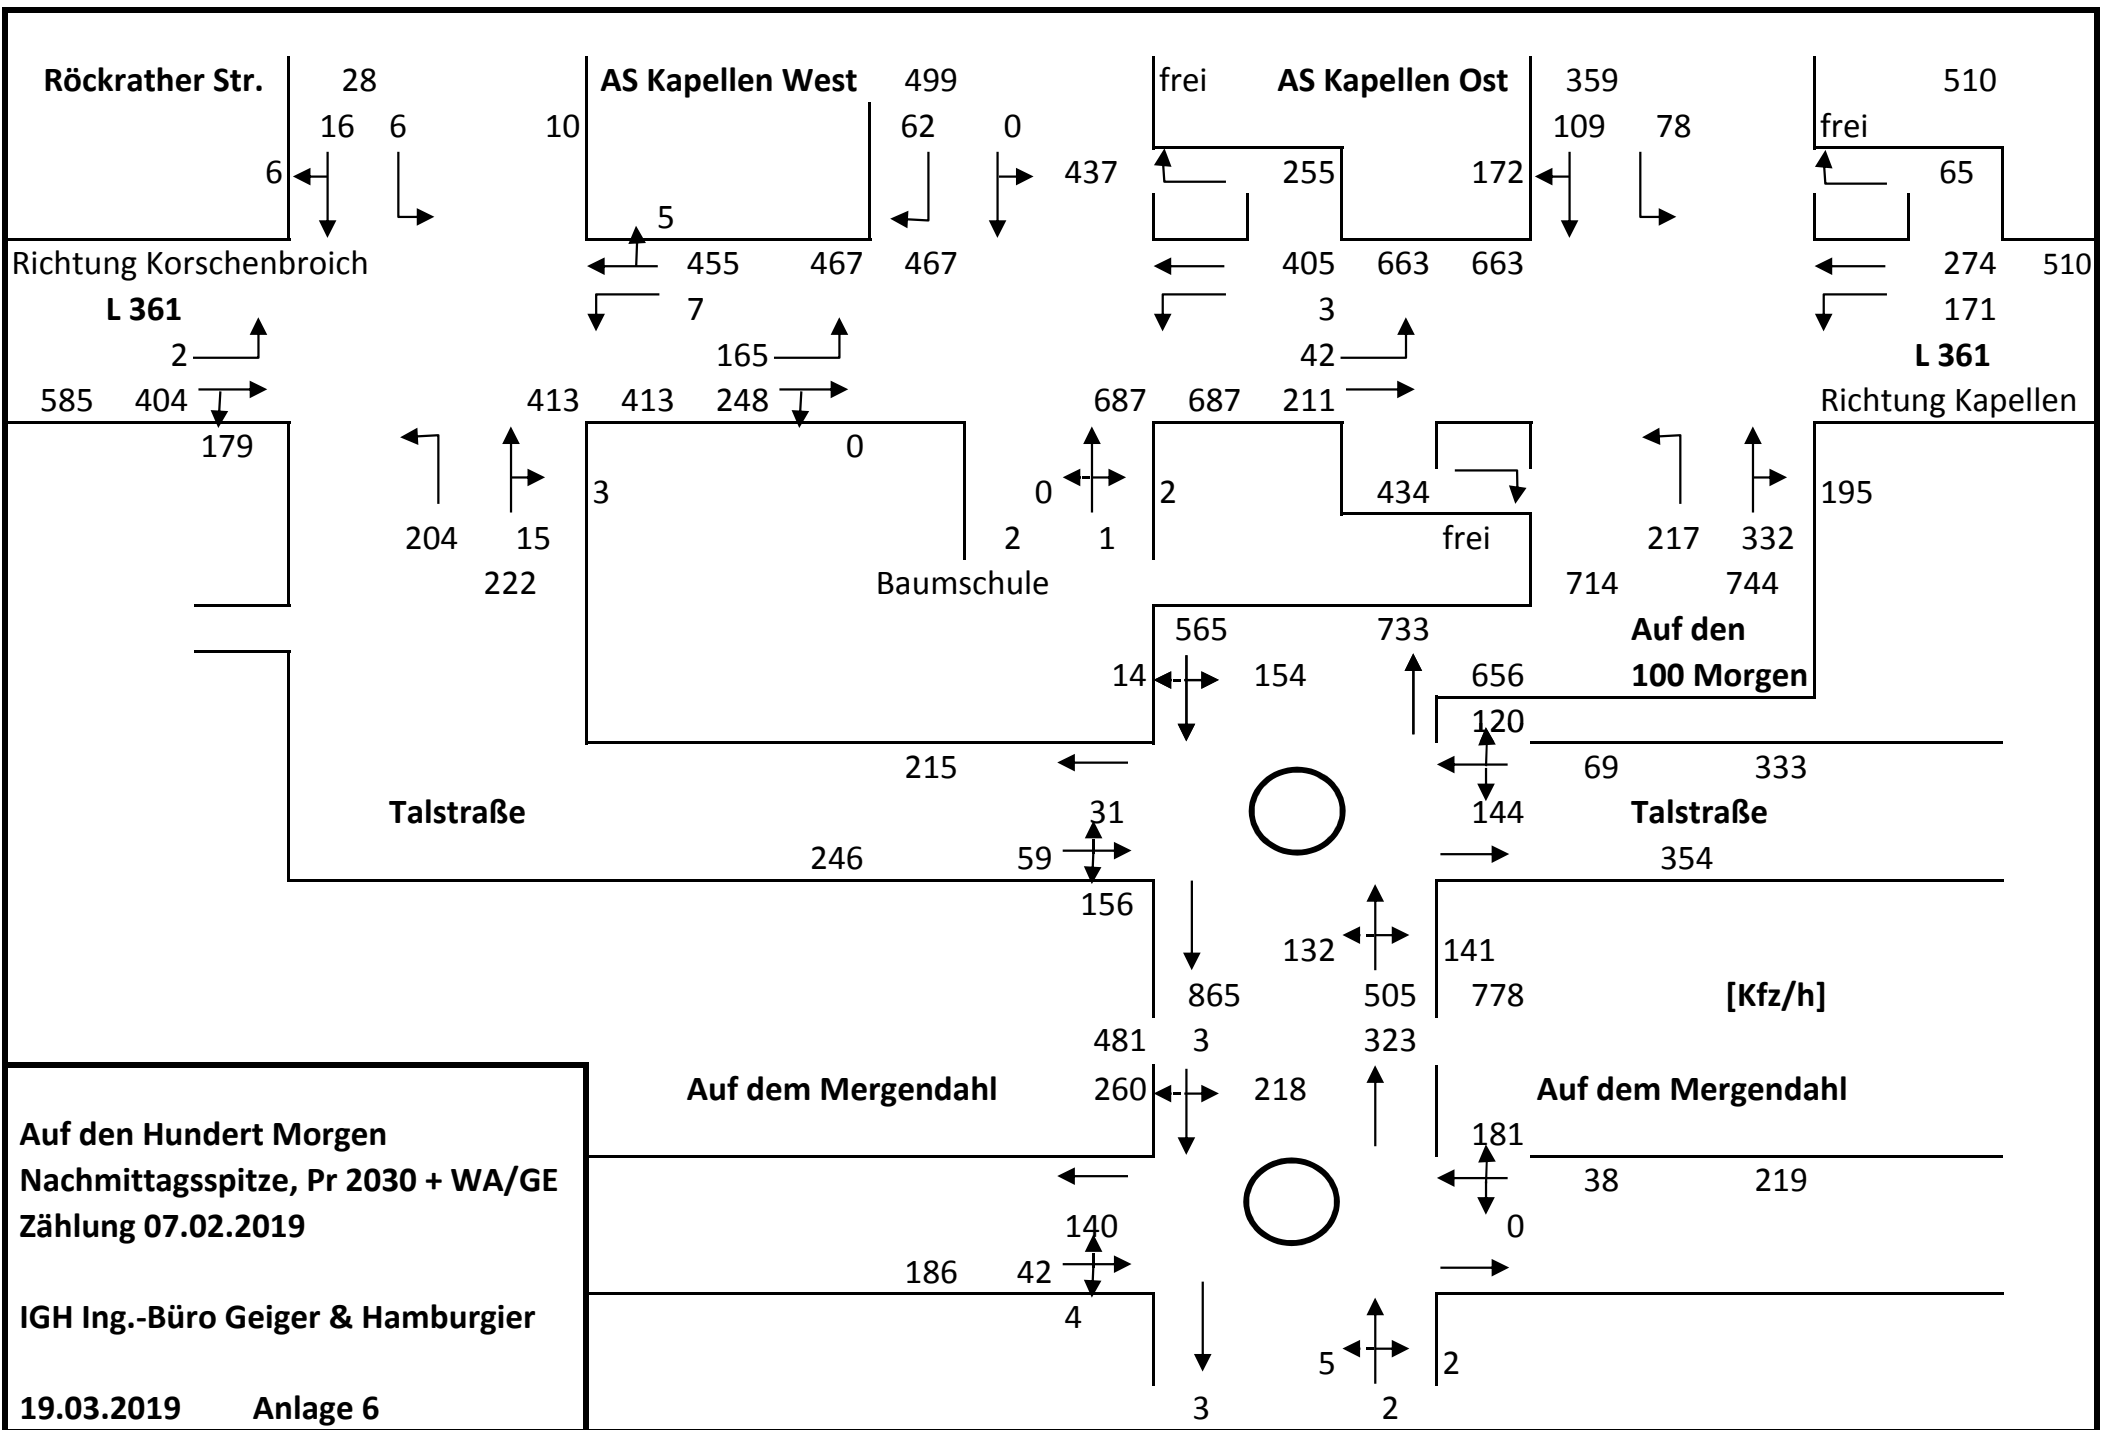 Röckrather Str. 28 AS Kapellen West 499 frei AS Kapellen Ost 359 510
16 6 10 62 0 109 78 frei
6 437 255 172 65
5
Richtung Korschenbroich 455 467 467 405 663 663 274 510
L 361 7 3 171
2 165 42 L 361
585 404 413 413 248 687 687 211 Richtung Kapellen
179 0
3 0 2 434 195
204 15 2 1 frei 217 332
222 Baumschule 714 744
565 733 Auf den
14 154 656 100 Morgen
120
215 69 333
Talstraße 31 144 Talstraße
246 59 354
156
132 141
865 505 778 [Kfz/h]
481 3 323
Auf dem Mergendahl 260 218 Auf dem Mergendahl
Auf den Hundert Morgen 181
Nachmittagsspitze, Pr 2030 + WA/GE 38 219
Zählung 07.02.2019 140 0
186 42
IGH Ing.-Büro Geiger & Hamburgier 4
5 2
19.03.2019 Anlage 6 3 2